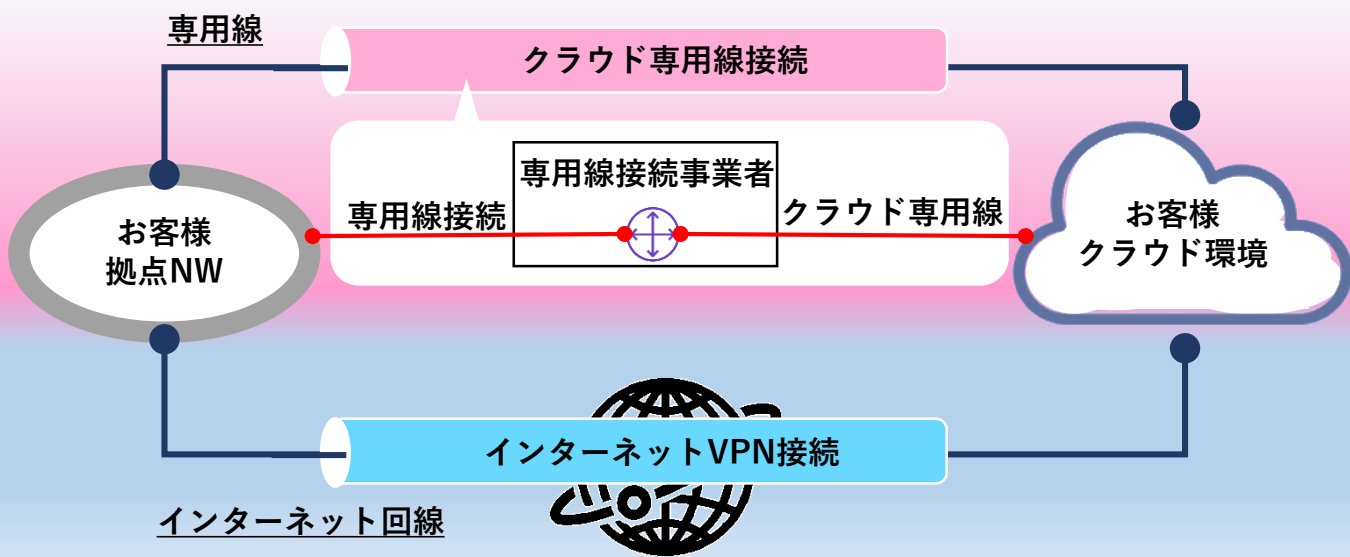 専用線
クラウド専用線接続
専用線接続事業者
専用線接続
クラウド専用線
お客様
拠点NW
お客様
クラウド環境
インターネットVPN接続
インターネット回線